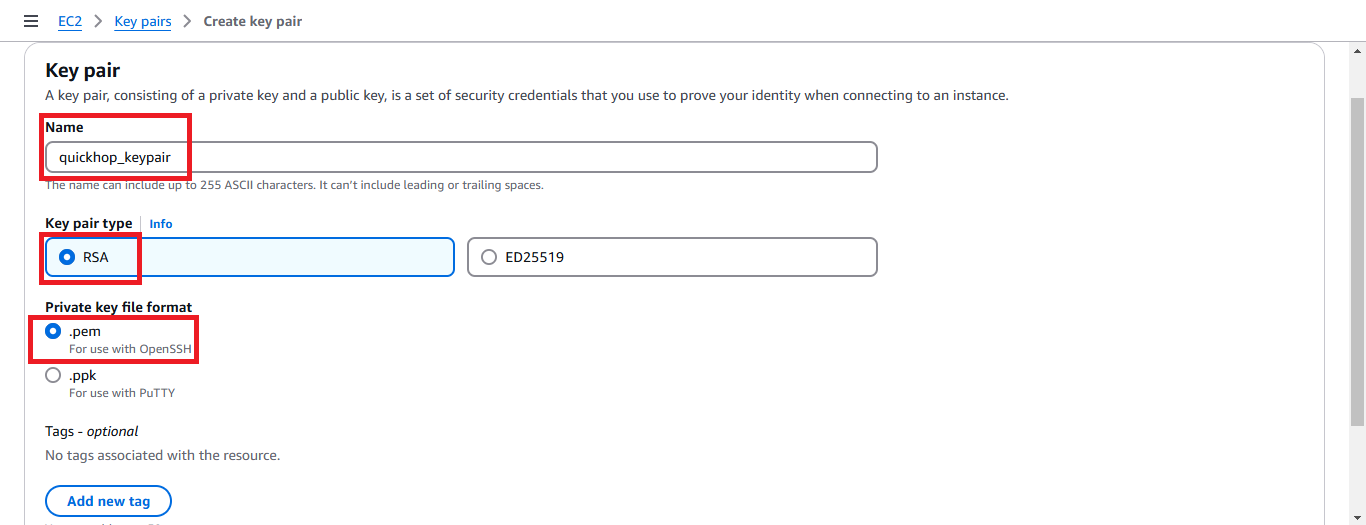 EC2 > Key pairs > Create key pair
Key pair
A key pair, consisting of a private key and a public key, is a set of security credentials that you use to prove your identity when connecting to an instance.
Name
quickhop_keypair
The name can include up to 255 ASCII characters. It can't include leading or trailing spaces.
Key pair type Info
RSA ED25519
Private key file format
.pem
For use with OpenSSH
.ppk
For use with PuTTY
Tags - optional
No tags associated with the resource.
Add new tag